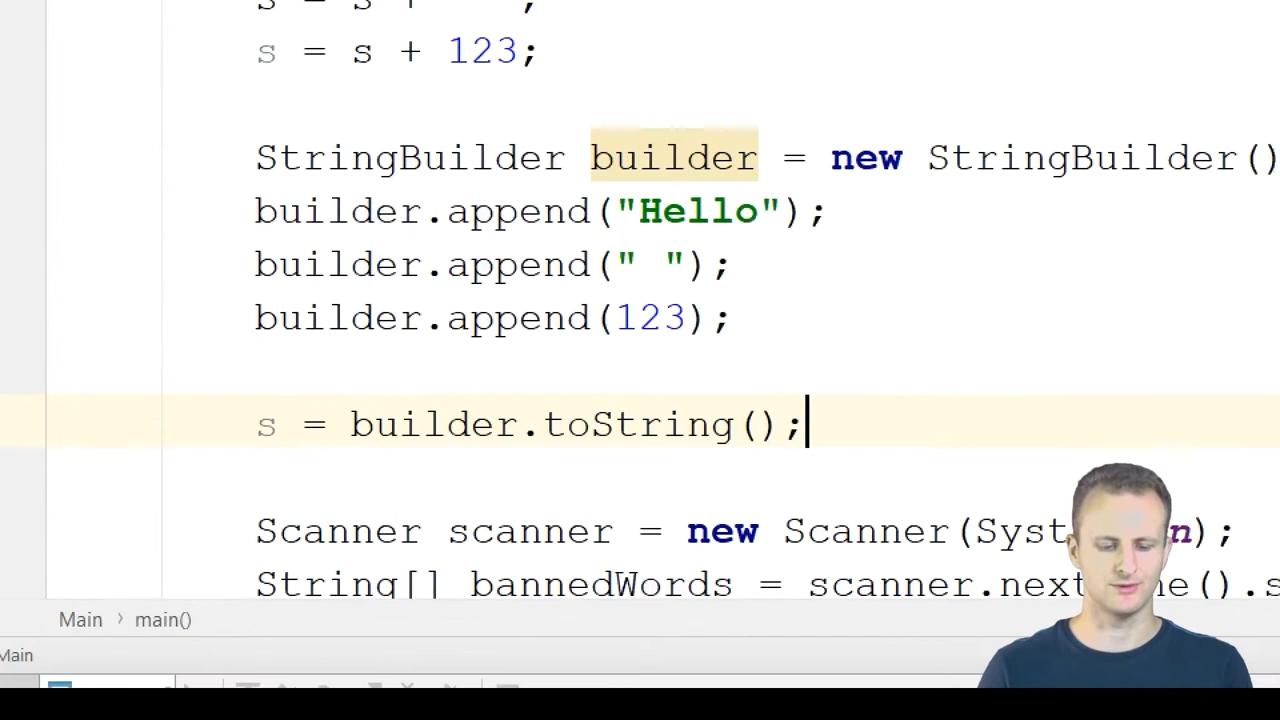 s = s + ;
s = s + 123;
StringBuilder builder = new StringBuilder()
builder.append("Hello");
builder.append(" ");
builder.append(123);
s = builder.toString();
Scanner scanner = new Scanner(Syst n);
String[] bannedWords = scanner.next ne().s
Main › main()
Main